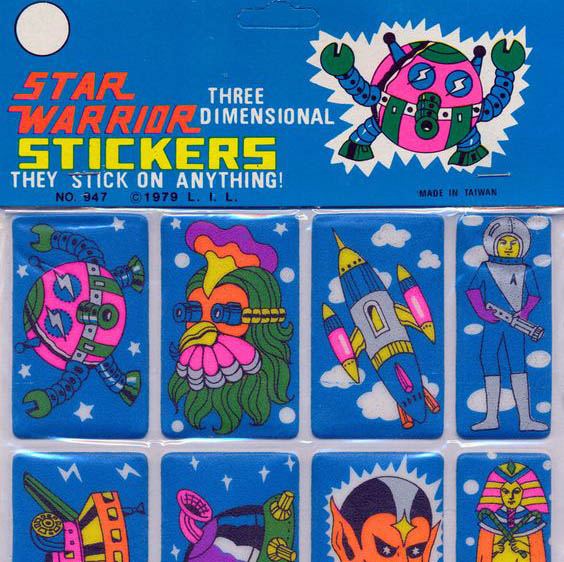 STAR
WARRIOR
THREE
DIMENSIONAL
STICKERS
THEY STICK ON ANYTHING!
NO. 947 ©1979 L. I. L.
MADE IN TAIWAN
A